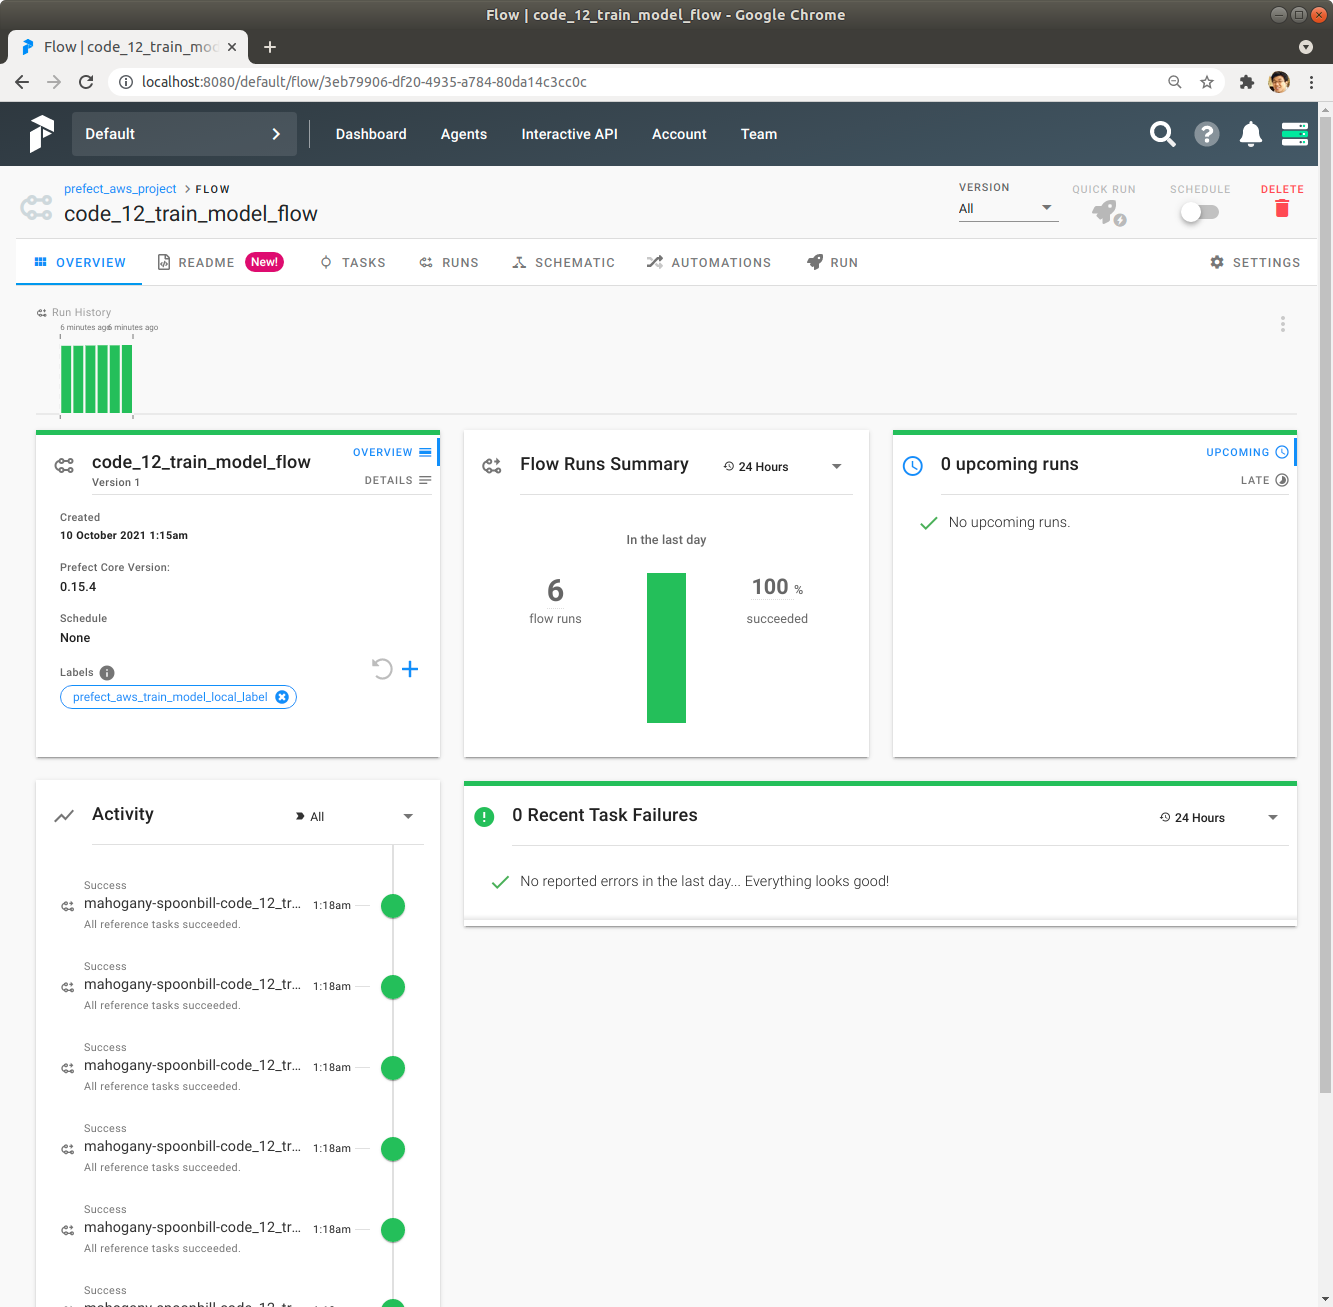 Flow | code_12_train_model_flow - Google Chrome
Flow | code_12_train_mod
localhost:8080/default/flow/3eb79906-df20-4935-a784-80da14c3cc0c
Default
Dashboard
Agents
Interactive API
Account
Team
prefect_aws_project > FLOW
code_12_train_model_flow
VERSION
All
QUICK RUN
SCHEDULE
DELETE
OVERVIEW
README New!
TASKS
RUNS
SCHEMATIC
AUTOMATIONS
RUN
SETTINGS
Run History
6 minutes ago
6 minutes ago
code_12_train_model_flow
Version 1
OVERVIEW
DETAILS
Created
10 October 2021 1:15am
Prefect Core Version:
0.15.4
Schedule
None
Labels
prefect_aws_train_model_local_label
Flow Runs Summary
24 Hours
In the last day
6
flow runs
100 %
succeeded
0 upcoming runs
UPCOMING
LATE
No upcoming runs.
Activity
All
Success
mahogany-spoonbill-code_12_tr... 1:18am
All reference tasks succeeded.
Success
mahogany-spoonbill-code_12_tr... 1:18am
All reference tasks succeeded.
Success
mahogany-spoonbill-code_12_tr... 1:18am
All reference tasks succeeded.
Success
mahogany-spoonbill-code_12_tr... 1:18am
All reference tasks succeeded.
Success
mahogany-spoonbill-code_12_tr... 1:18am
All reference tasks succeeded.
Success
0 Recent Task Failures
24 Hours
No reported errors in the last day... Everything looks good!